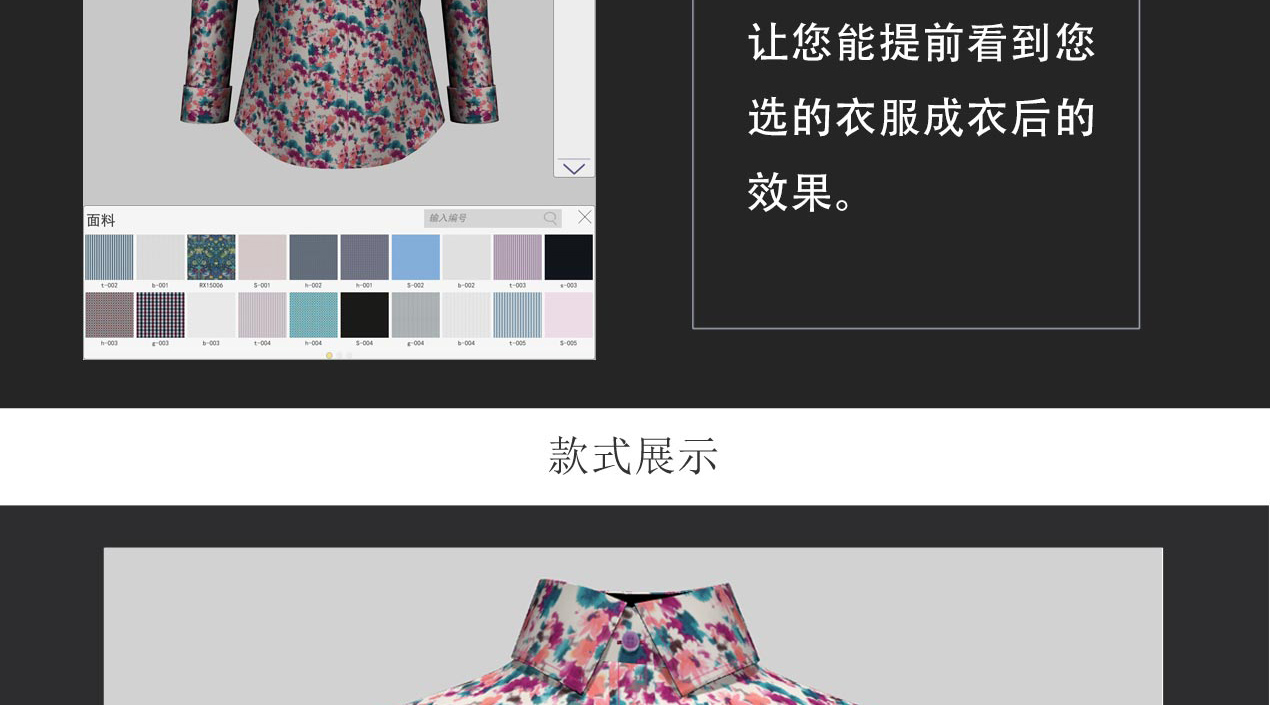 让您能提前看到您
选的衣服成衣后的
效果。
面料
输入编号
t-002 b-001 RX15006 S-001 h-002 h-001 S-002 b-002 t-003 s-003
h-003 g-003 b-003 t-004 h-004 S-004 g-004 b-004 t-005 S-005
款式展示